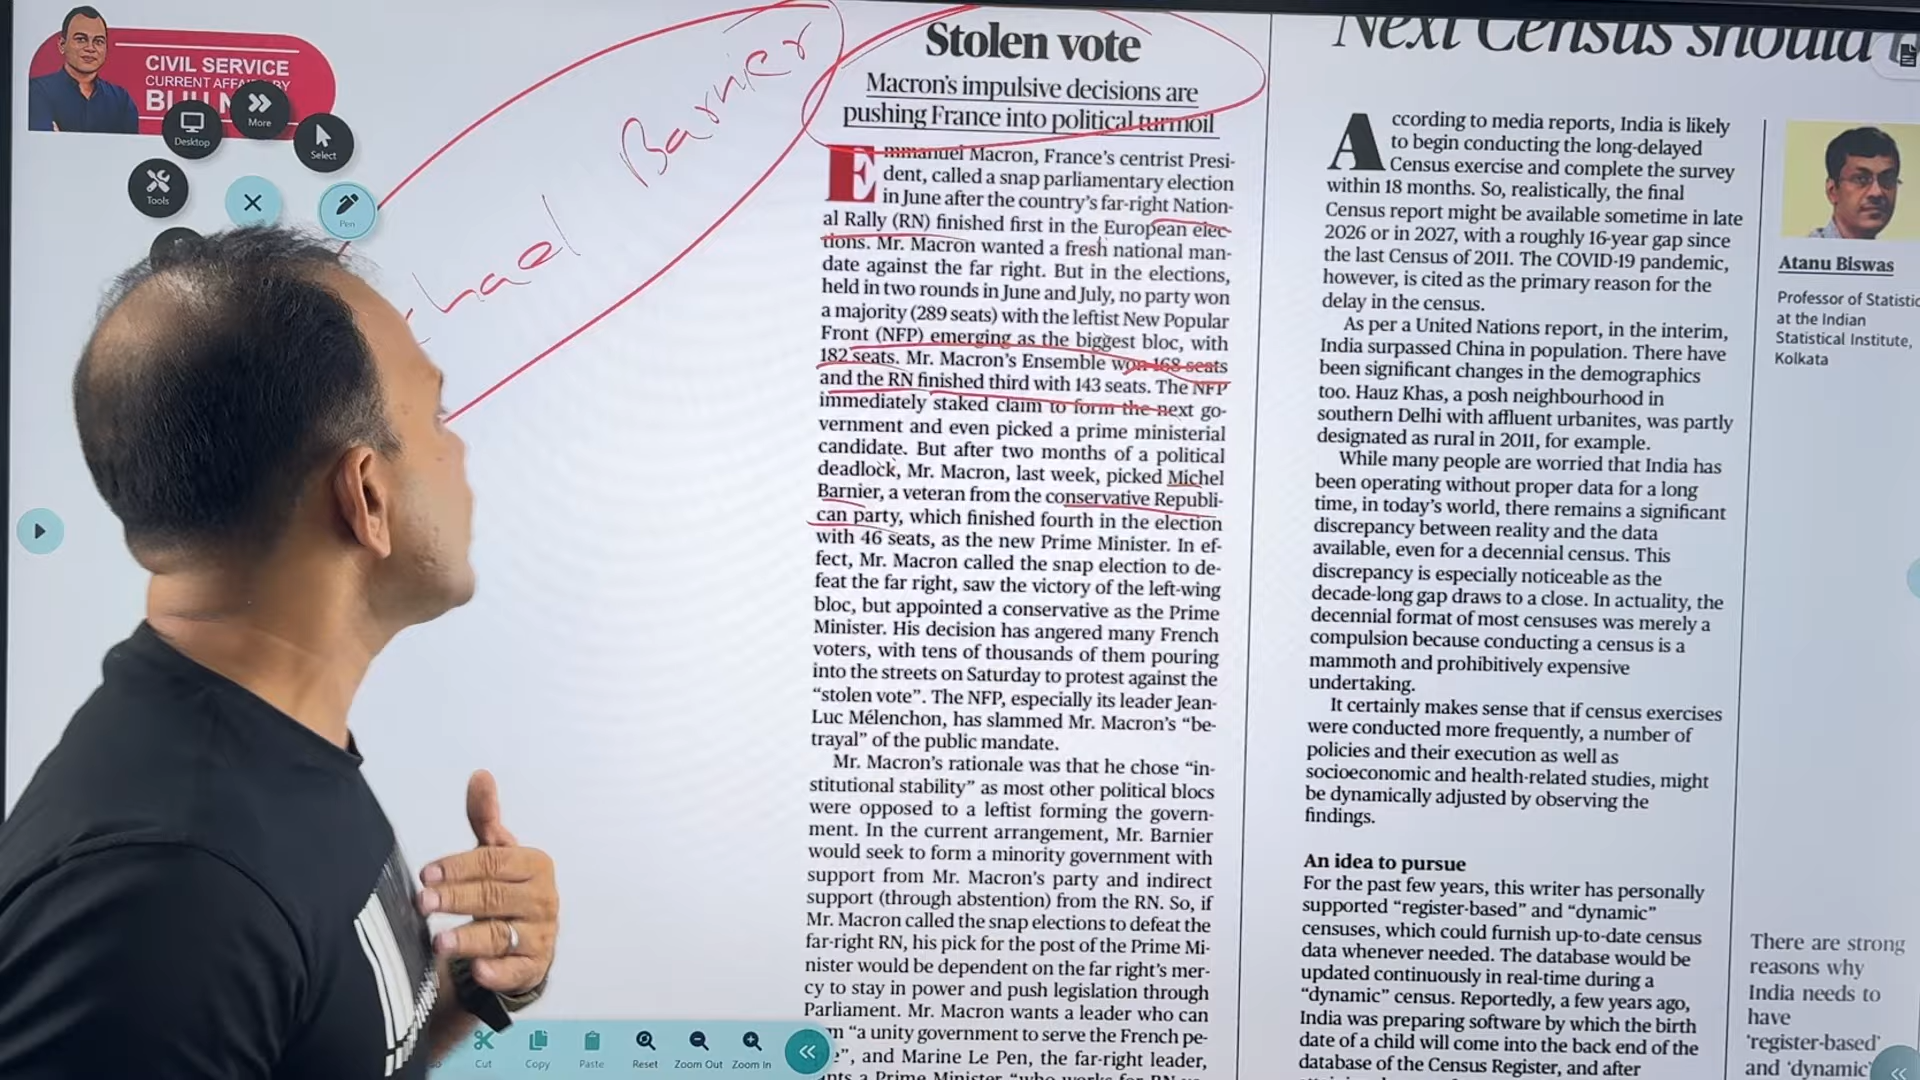 CIVIL SERVICE
CURRENT AFFA BY
BIJU
Desktop
More
Select
Tools
Pen
chael Barnier
Stolen vote
Macron's impulsive decisions are
pushing France into political turmoil
Emmanuel Macron, France's centrist Presi-
dent, called a snap parliamentary election
in June after the country's far-right Nation-
al Rally (RN) finished first in the European elec-
tions. Mr. Macron wanted a fresh national man-
date against the far right. But in the elections,
held in two rounds in June and July, no party won
a majority (289 seats) with the leftist New Popular
Front (NFP) emerging as the biggest bloc, with
182 seats. Mr. Macron's Ensemble won 168 seats
and the RN finished third with 143 seats. The NFP
immediately staked claim to form the next go-
vernment and even picked a prime ministerial
candidate. But after two months of a political
deadlock, Mr. Macron, last week, picked Michel
Barnier, a veteran from the conservative Republi-
can party, which finished fourth in the election
with 46 seats, as the new Prime Minister. In ef-
fect, Mr. Macron called the snap election to de-
feat the far right, saw the victory of the left-wing
bloc, but appointed a conservative as the Prime
Minister. His decision has angered many French
voters, with tens of thousands of them pouring
into the streets on Saturday to protest against the
“stolen vote”. The NFP, especially its leader Jean-
Luc Mélenchon, has slammed Mr. Macron's “be-
trayal” of the public mandate.
Mr. Macron's rationale was that he chose “in-
stitutional stability” as most other political blocs
were opposed to a leftist forming the govern-
ment. In the current arrangement, Mr. Barnier
would seek to form a minority government with
support from Mr. Macron's party and indirect
support (through abstention) from the RN. So, if
Mr. Macron called the snap elections to defeat the
far-right RN, his pick for the post of the Prime Mi-
nister would be dependent on the far right's mer-
cy to stay in power and push legislation through
Parliament. Mr. Macron wants a leader who can
“a unity government to serve the French pe-
”, and Marine Le Pen, the far-right leader,
a Prime Minister “who works for RN
Next Census should
According to media reports, India is likely
to begin conducting the long-delayed
Census exercise and complete the survey
within 18 months. So, realistically, the final
Census report might be available sometime in late
2026 or in 2027, with a roughly 16-year gap since
the last Census of 2011. The COVID-19 pandemic,
however, is cited as the primary reason for the
delay in the census.
As per a United Nations report, in the interim,
India surpassed China in population. There have
been significant changes in the demographics
too. Hauz Khas, a posh neighbourhood in
southern Delhi with affluent urbanites, was partly
designated as rural in 2011, for example.
While many people are worried that India has
been operating without proper data for a long
time, in today's world, there remains a significant
discrepancy between reality and the data
available, even for a decennial census. This
discrepancy is especially noticeable as the
decade-long gap draws to a close. In actuality, the
decennial format of most censuses was merely a
compulsion because conducting a census is a
mammoth and prohibitively expensive
undertaking.
It certainly makes sense that if census exercises
were conducted more frequently, a number of
policies and their execution as well as
socioeconomic and health-related studies, might
be dynamically adjusted by observing the
findings.
An idea to pursue
For the past few years, this writer has personally
supported “register-based” and “dynamic”
censuses, which could furnish up-to-date census
data whenever needed. The database would be
updated continuously in real-time during a
“dynamic” census. Reportedly, a few years ago,
India was preparing software by which the birth
date of a child will come into the back end of the
database of the Census Register, and after
Atanu Biswas
Professor of Statistic
at the Indian
Statistical Institute,
Kolkata
There are strong
reasons why
India needs to
have
‘register-based’
and ‘dynamic’
Cut
Copy
Paste
Reset
Zoom Out
Zoom In